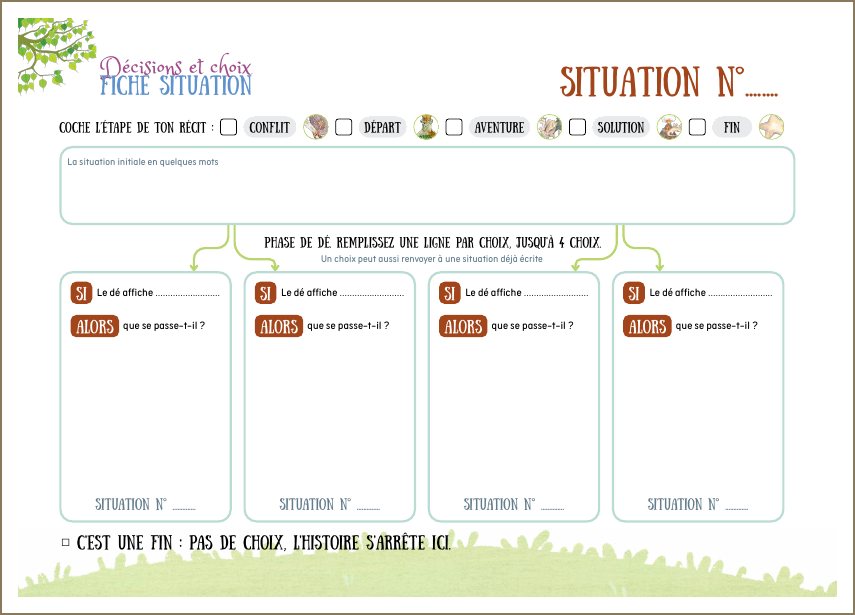 Décisions et choix
FICHE SITUATION
SITUATION N°........
COCHE L'ÉTAPE DE TON RÉCIT : CONFLIT DÉPART AVENTURE SOLUTION FIN
La situation initiale en quelques mots
PHASE DE DÉ. REMPLISSEZ UNE LIGNE PAR CHOIX, JUSQU'À 4 CHOIX.
Un choix peut aussi renvoyer à une situation déjà écrite
SI Le dé affiche ......................
ALORS que se passe-t-il ?
SITUATION N° ...........
SI Le dé affiche ......................
ALORS que se passe-t-il ?
SITUATION N° ...........
SI Le dé affiche ......................
ALORS que se passe-t-il ?
SITUATION N° ...........
SI Le dé affiche ......................
ALORS que se passe-t-il ?
SITUATION N° ...........
□ C'EST UNE FIN : PAS DE CHOIX, L'HISTOIRE S'ARRÊTE ICI.